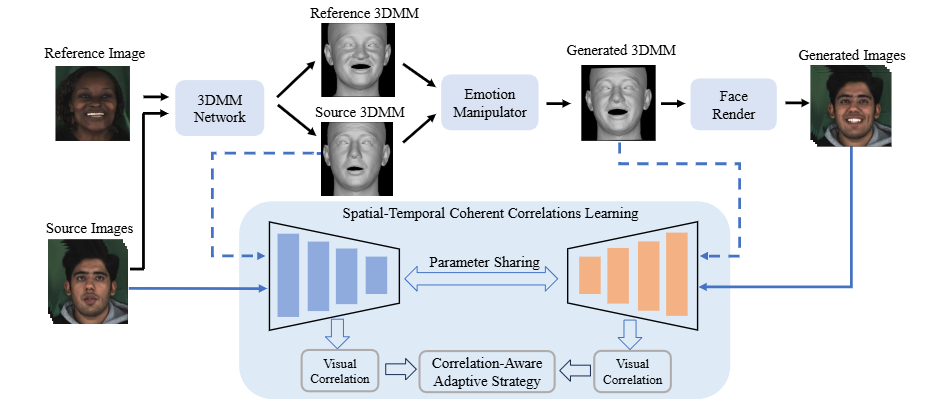 Reference 3DMM
Reference Image
Generated 3DMM
Generated Images
3DMM
Network
Emotion
Manipulator
Face
Render
Source 3DMM
Source Images
Spatial-Temporal Coherent Correlations Learning
Parameter Sharing
Visual
Correlation
Correlation-Aware
Adaptive Strategy
Visual
Correlation